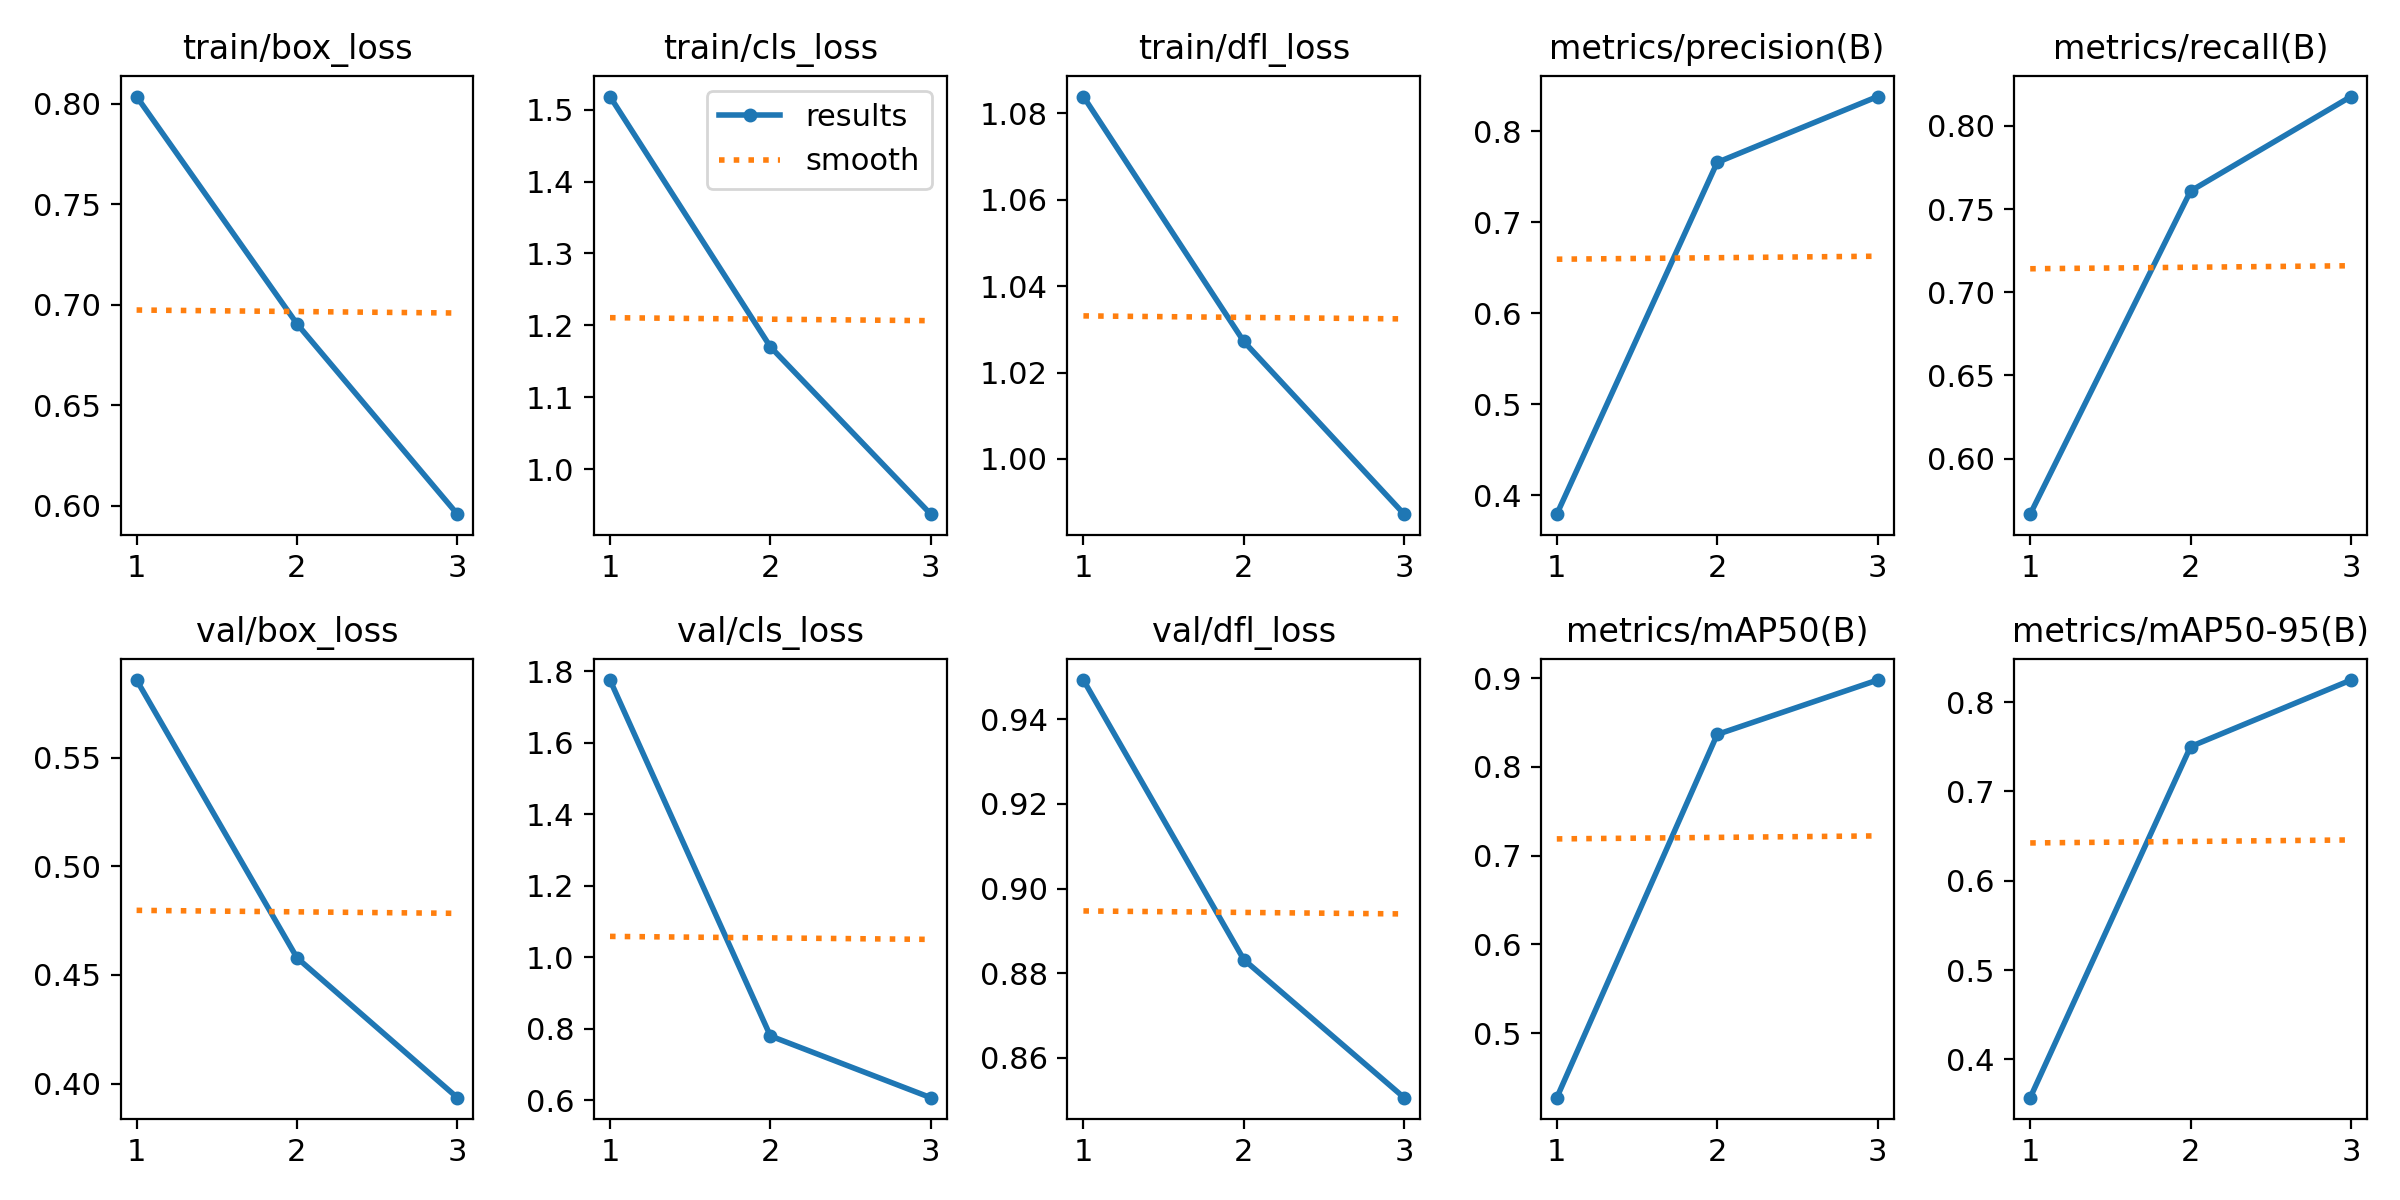 train/box_loss
0.80
0.75
0.70
0.65
0.60
1 2 3
train/cls_loss
results
smooth
1.5
1.4
1.3
1.2
1.1
1.0
1 2 3
train/dfl_loss
1.08
1.06
1.04
1.02
1.00
1 2 3
metrics/precision(B)
0.8
0.7
0.6
0.5
0.4
1 2 3
metrics/recall(B)
0.80
0.75
0.70
0.65
0.60
1 2 3
val/box_loss
0.55
0.50
0.45
0.40
1 2 3
val/cls_loss
1.8
1.6
1.4
1.2
1.0
0.8
0.6
1 2 3
val/dfl_loss
0.94
0.92
0.90
0.88
0.86
1 2 3
metrics/mAP50(B)
0.9
0.8
0.7
0.6
0.5
1 2 3
metrics/mAP50-95(B)
0.8
0.7
0.6
0.5
0.4
1 2 3